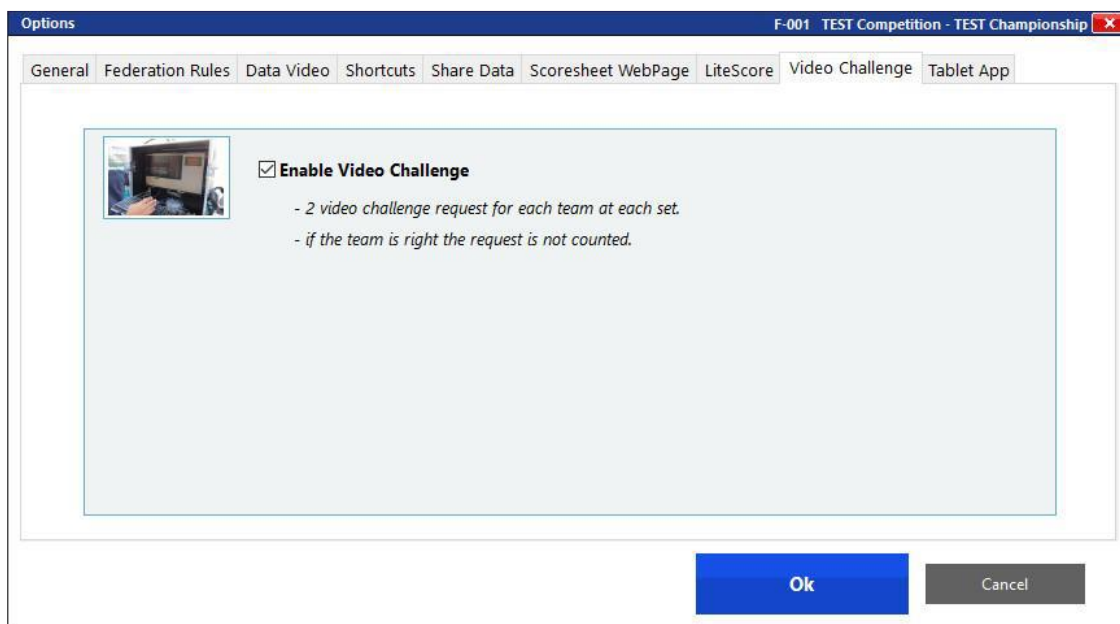 Options F-001 TEST Competition - TEST Championship
General Federation Rules Data Video Shortcuts Share Data Scoresheet WebPage LiteScore Video Challenge Tablet App
Enable Video Challenge
- 2 video challenge request for each team at each set.
- if the team is right the request is not counted.
Ok Cancel